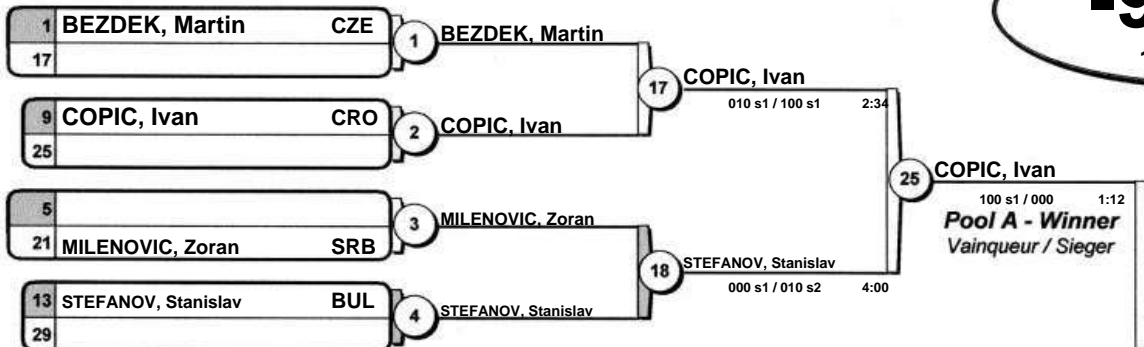 1 BEZDEK, Martin CZE
17
1
BEZDEK, Martin
9 COPIC, Ivan CRO
25
2
COPIC, Ivan
17
COPIC, Ivan
010 s1 / 100 s1 2:34
5
21 MILENOVIC, Zoran SRB
3
MILENOVIC, Zoran
13 STEFANOV, Stanislav BUL
29
4
STEFANOV, Stanislav
18
STEFANOV, Stanislav
000 s1 / 010 s2 4:00
25
COPIC, Ivan
100 s1 / 000 1:12
Pool A - Winner
Vainqueur / Sieger